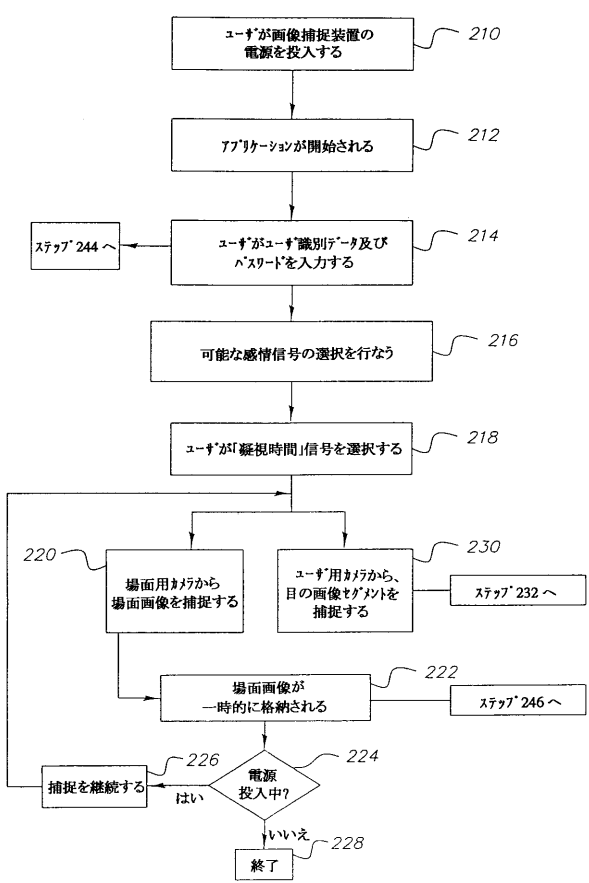 ユーザが画像捕捉装置の
電源を投入する
210
アプリケーションが開始される
212
ステップ244へ
ユーザがユーザ識別データ及び
パスワードを入力する
214
可能な感情信号の選択を行なう
216
ユーザが「凝視時間」信号を選択する
218
220
場面用カメラから
場面画像を捕捉する
230
ユーザ用カメラから、
目の画像セグメントを
捕捉する
ステップ232へ
222
場面画像が
一時的に格納される
ステップ246へ
224
電源
投入中?
226
捕捉を継続する
はい
いいえ
228
終了